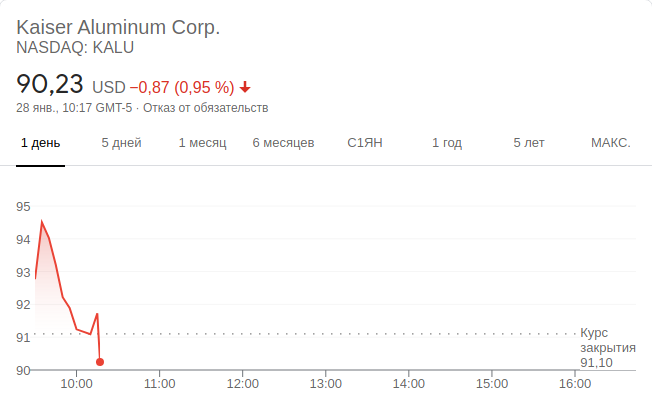 Kaiser Aluminum Corp.
NASDAQ: KALU
90,23 USD −0,87 (0,95 %)
28 янв., 10:17 GMT-5 · Отказ от обязательств
1 день 5 дней 1 месяц 6 месяцев С1ЯН 1 год 5 лет МАКС.
95
94
93
92
91
90
Курс
закрытия
91,10
10:00 11:00 12:00 13:00 14:00 15:00 16:00